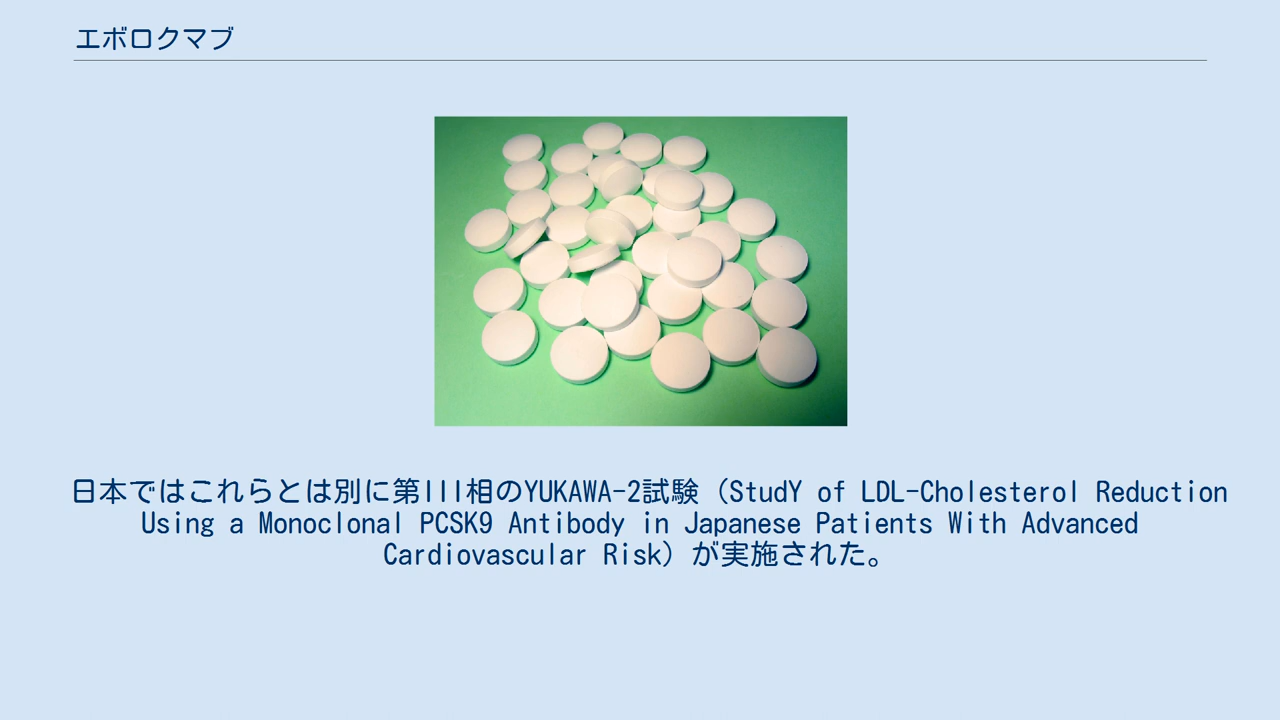 エボロクマブ
日本ではこれらとは別に第III相のYUKAWA-2試験（StudY of LDL-Cholesterol Reduction
Using a Monoclonal PCSK9 Antibody in Japanese Patients With Advanced
Cardiovascular Risk）が実施された。